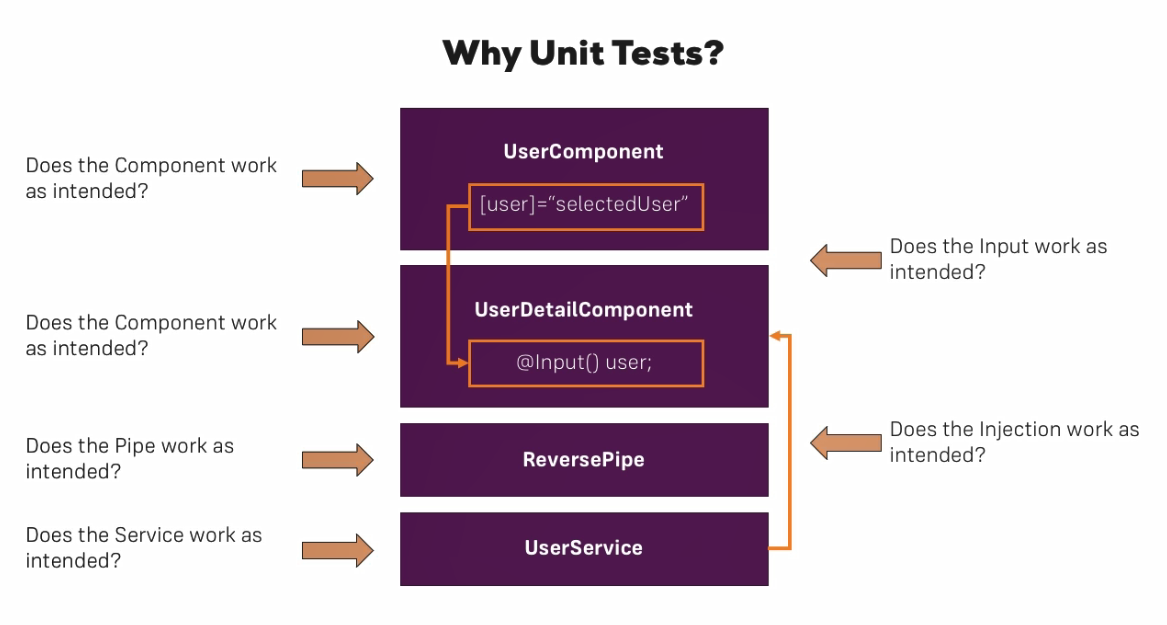 Why Unit Tests?
Does the Component work
as intended?
UserComponent
[user]=“selectedUser”
Does the Input work as
intended?
Does the Component work
as intended?
UserDetailComponent
@Input() user;
Does the Pipe work as
intended?
ReversePipe
Does the Injection work as
intended?
Does the Service work as
intended?
UserService